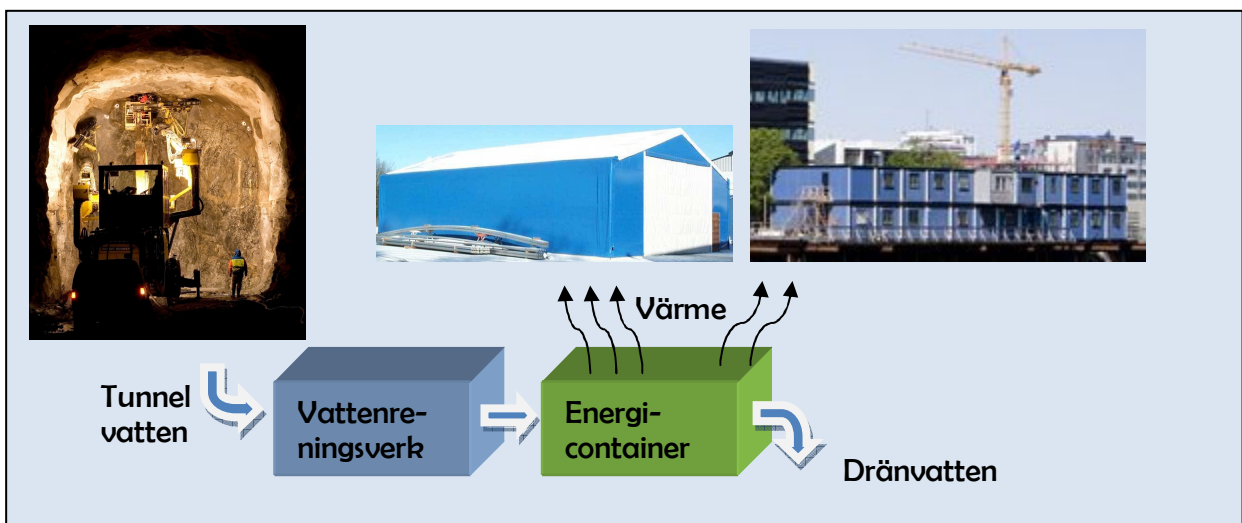 Värme
Tunnel
vatten
Vattenre-
ningsverk
Energi-
container
Dränvatten